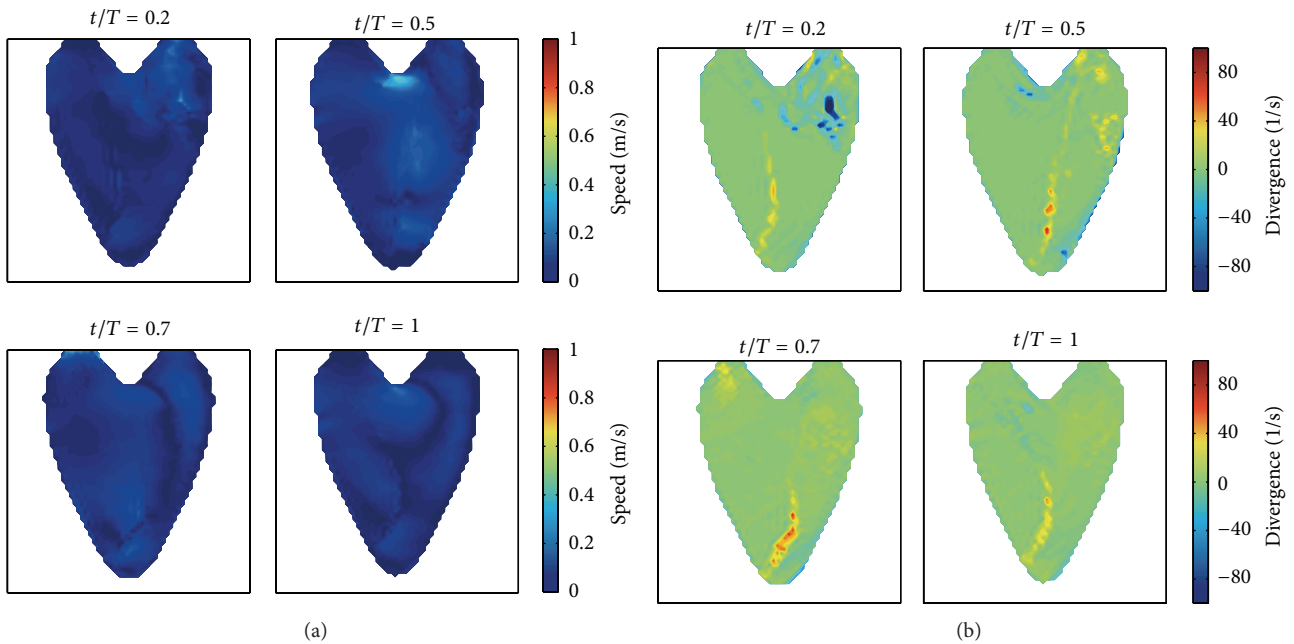 t/T = 0.2
t/T = 0.5
1
0.8
0.6
0.4
0.2
0
Speed (m/s)
t/T = 0.7
t/T = 1
1
0.8
0.6
0.4
0.2
0
Speed (m/s)
(a)
t/T = 0.2
t/T = 0.5
80
40
0
−40
−80
Divergence (1/s)
t/T = 0.7
t/T = 1
80
40
0
−40
−80
Divergence (1/s)
(b)